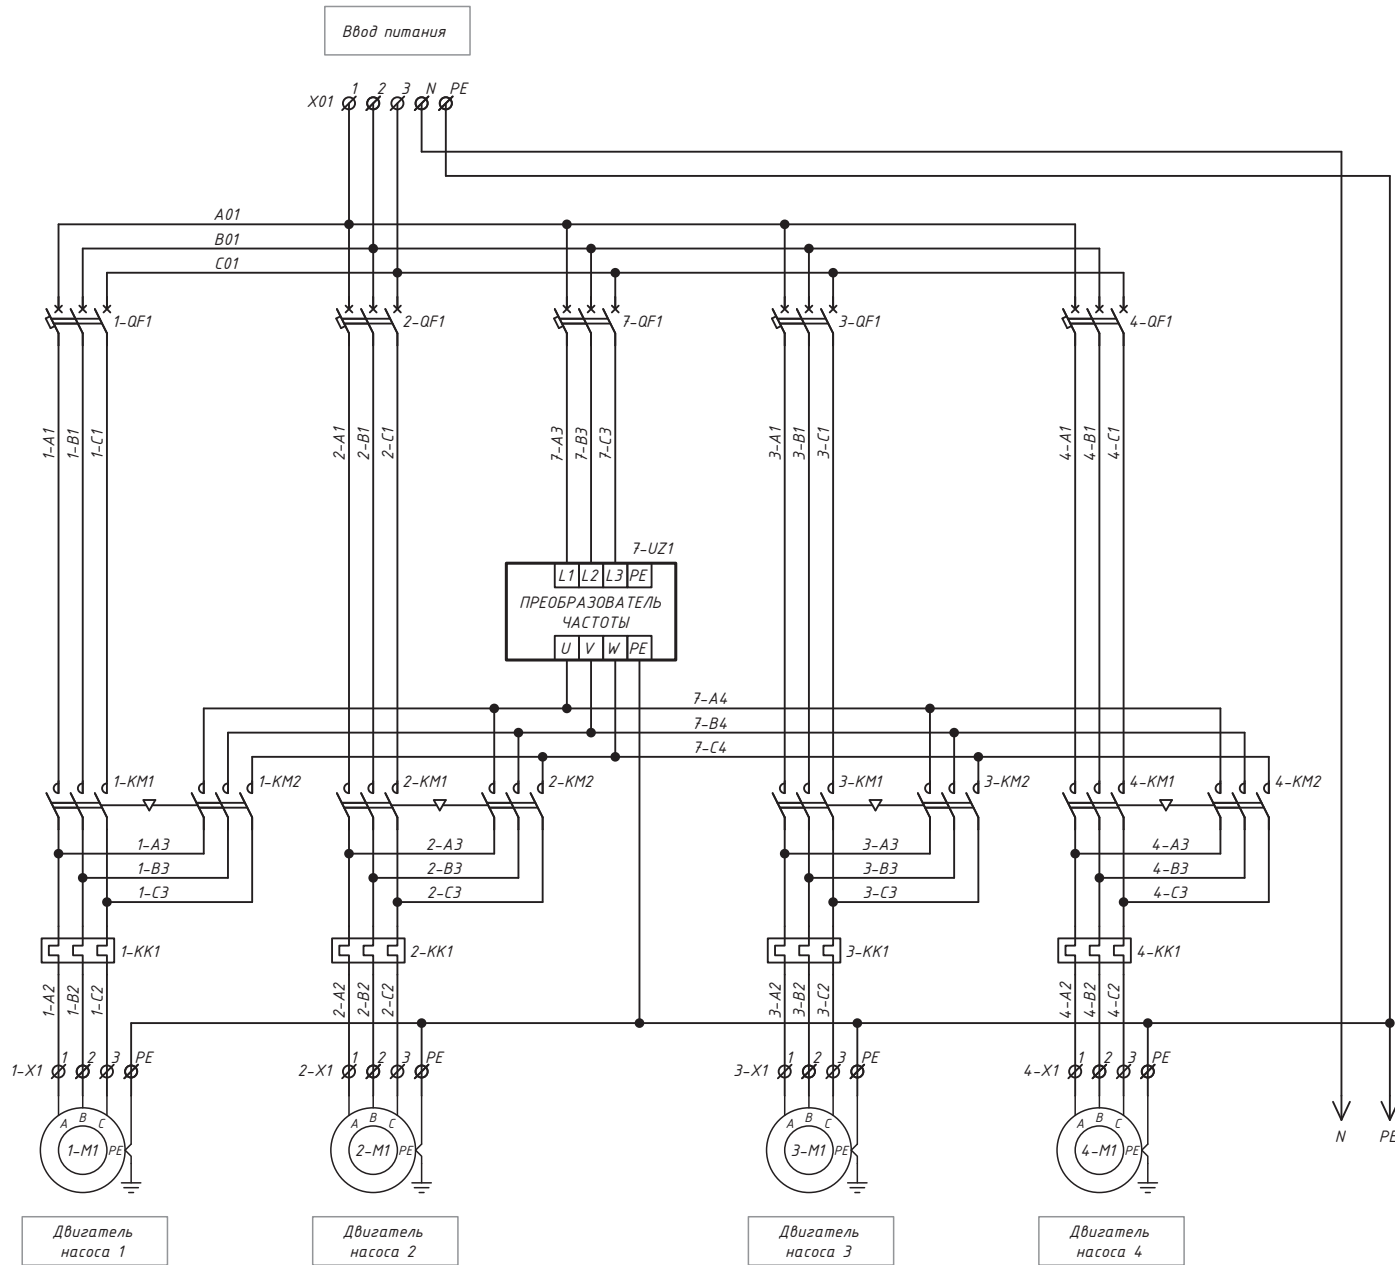 Ввод питания
X01 1 2 3 N PE
A01
B01
C01
1-QF1 2-QF1 7-QF1 3-QF1 4-QF1
1-A1 1-B1 1-C1 2-A1 2-B1 2-C1 7-A3 7-B3 7-C3 3-A1 3-B1 3-C1 4-A1 4-B1 4-C1
7-UZ1
L1 L2 L3 PE
ПРЕОБРАЗОВАТЕЛЬ
ЧАСТОТЫ
U V W PE
7-A4
7-B4
7-C4
1-KM1 1-KM2 2-KM1 2-KM2 3-KM1 3-KM2 4-KM1 4-KM2
1-A3 2-A3 3-A3 4-A3
1-B3 2-B3 3-B3 4-B3
1-C3 2-C3 3-C3 4-C3
1-KK1 2-KK1 3-KK1 4-KK1
1-A2 1-B2 1-C2 2-A2 2-B2 2-C2 3-A2 3-B2 3-C2 4-A2 4-B2 4-C2
1-X1 1 2 3 PE 2-X1 1 2 3 PE 3-X1 1 2 3 PE 4-X1 1 2 3 PE
A B C A B C A B C A B C
1-M1 PE 2-M1 PE 3-M1 PE 4-M1 PE
N PE
Двигатель
насоса 1
Двигатель
насоса 2
Двигатель
насоса 3
Двигатель
насоса 4